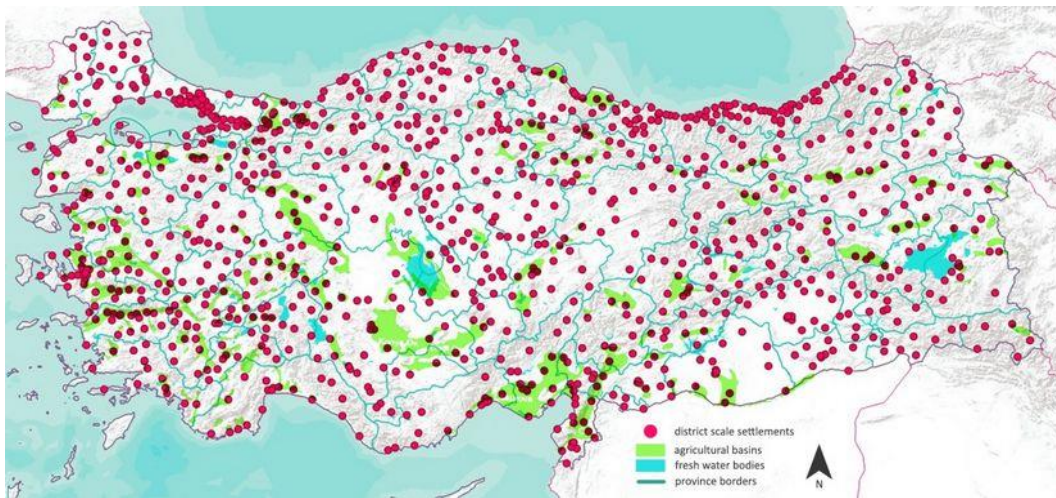 district scale settlements
agricultural basins
fresh water bodies
province borders
N